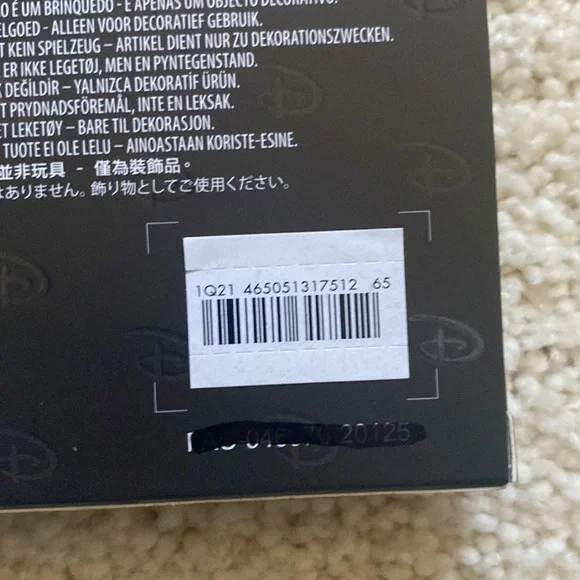 O É UM BRINQUEDO - É APENAS UM OBJECTO DECORATIVO.
ELGOED - ALLEEN VOOR DECORATIEF GEBRUIK.
T KEIN SPIELZEUG – ARTIKEL DIENT NUR ZU DEKORATIONSZWECKEN.
ER IKKE LEGETØJ, MEN EN PYNTEGENSTAND.
DEĞİLDİR – YALNIZCA DEKORATİF ÜRÜN.
T PRYDNADSFÖREMÅL, INTE EN LEKSAK.
ET LEKETØY – BARE TIL DEKORASJON.
TUOTE EI OLE LELU – AINOASTAAN KORISTE-ESINE.
並非玩具 - 僅為裝飾品。
はありません。飾り物としてご使用ください。
1Q21 465051317512 65
20125